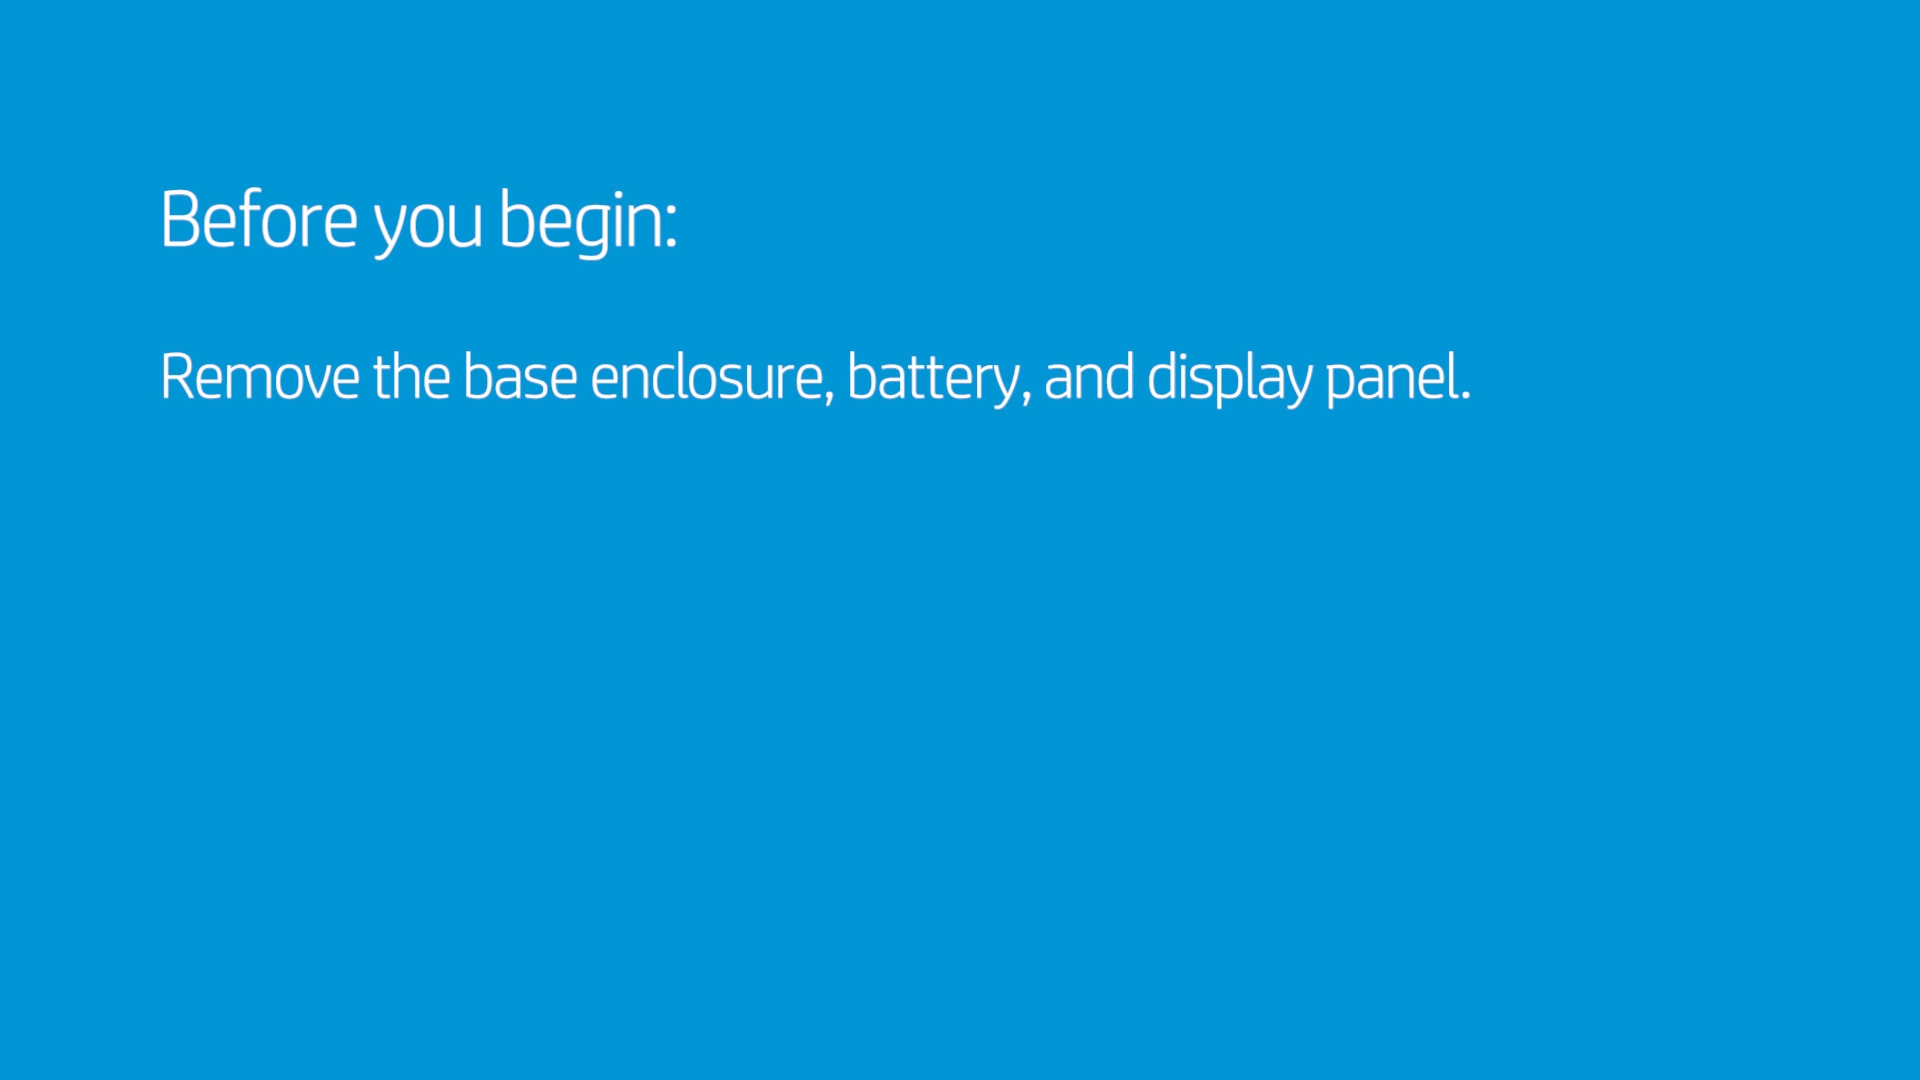 Before you begin:
Remove the base enclosure, battery, and display panel.